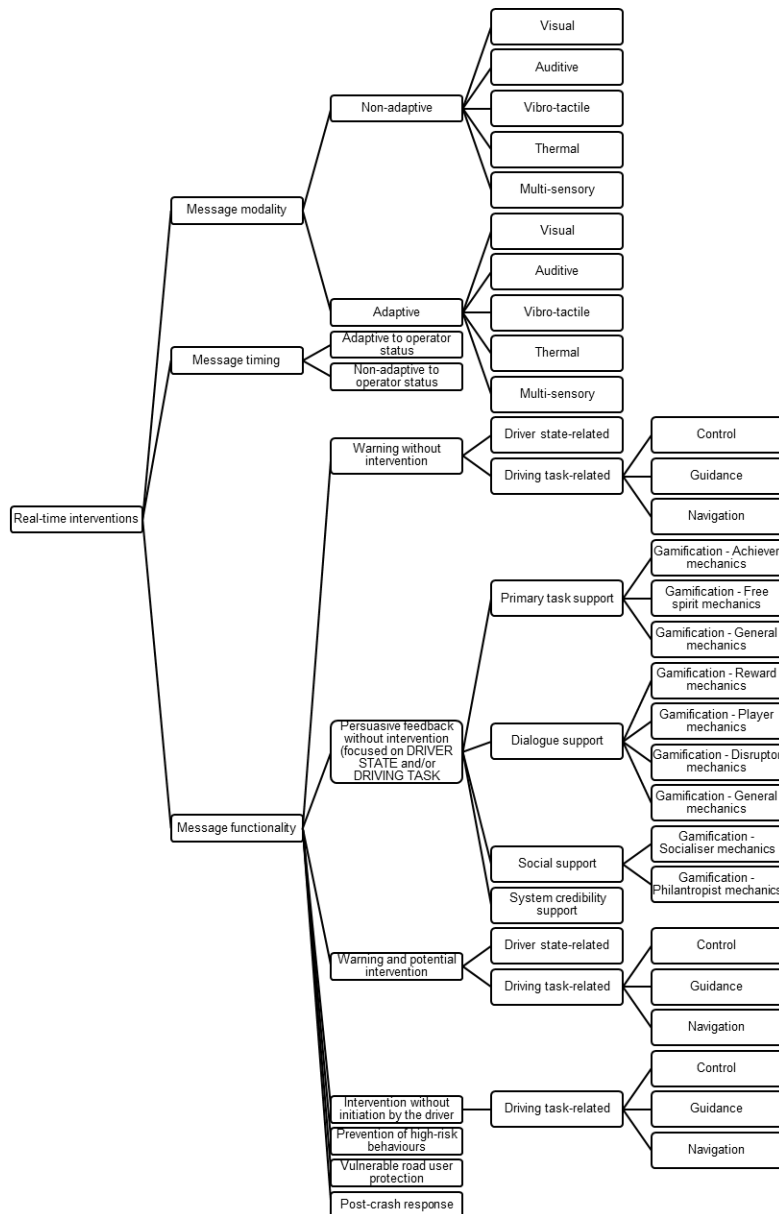 Visual
Auditive
Non-adaptive
Vibro-tactile
Thermal
Multi-sensory
Message modality
Visual
Auditive
Adaptive
Vibro-tactile
Adaptive to operator
status
Message timing
Thermal
Non-adaptive to
operator status
Multi-sensory
Driver state-related
Control
Warning without
intervention
Driving task-related
Guidance
Real-time interventions
Navigation
Gamification - Achiever
mechanics
Primary task support
Gamification - Free
spirit mechanics
Gamification - General
mechanics
Gamification - Reward
mechanics
Persuasive feedback
without intervention
(focused on DRIVER
STATE and/or
DRIVING TASK
Dialogue support
Gamification - Player
mechanics
Gamification - Disruptor
mechanics
Gamification - General
mechanics
Message functionality
Gamification -
Socialiser mechanics
Social support
Gamification -
Philantropist mechanics
System credibility
support
Driver state-related
Control
Warning and potential
intervention
Driving task-related
Guidance
Navigation
Control
Intervention without
initiation by the driver
Driving task-related
Guidance
Prevention of high-risk
behaviours
Navigation
Vulnerable road user
protection
Post-crash response